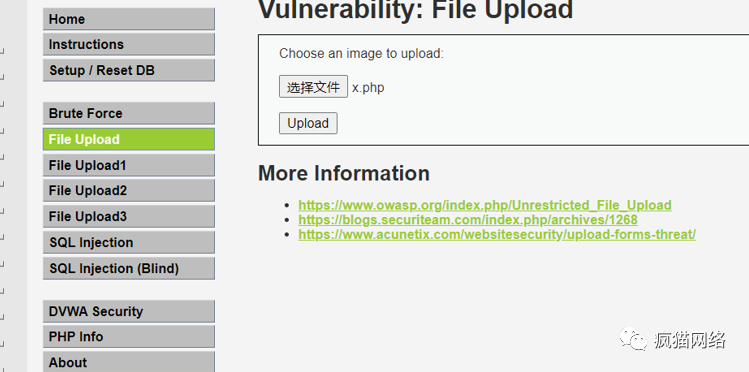 Home
Instructions
Setup / Reset DB
Brute Force
File Upload
File Upload1
File Upload2
File Upload3
SQL Injection
SQL Injection (Blind)
DVWA Security
PHP Info
About
Vulnerability: File Upload
Choose an image to upload:
选择文件 x.php
Upload
More Information
https://www.owasp.org/index.php/Unrestricted_File_Upload
https://blogs.securiteam.com/index.php/archives/1268
https://www.acunetix.com/websitesecurity/upload-forms-threat/
疯猫网络